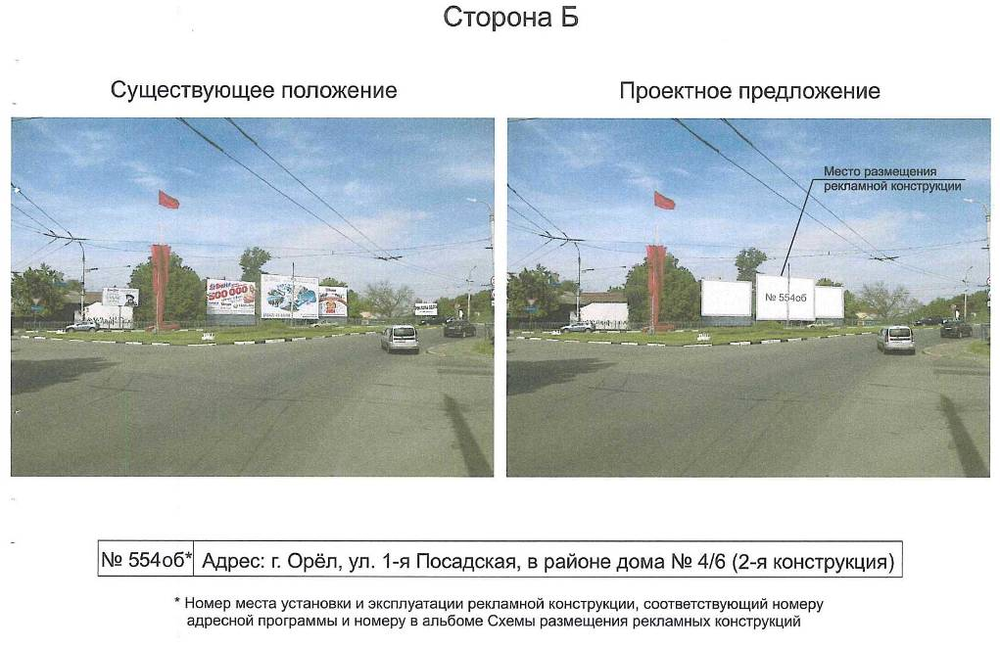 Сторона Б
Существующее положение
Проектное предложение
500 000
Место размещения
рекламной конструкции
№ 554об
№ 554об* Адрес: г. Орёл, ул. 1-я Посадская, в районе дома № 4/6 (2-я конструкция)
* Номер места установки и эксплуатации рекламной конструкции, соответствующий номеру
адресной программы и номеру в альбоме Схемы размещения рекламных конструкций